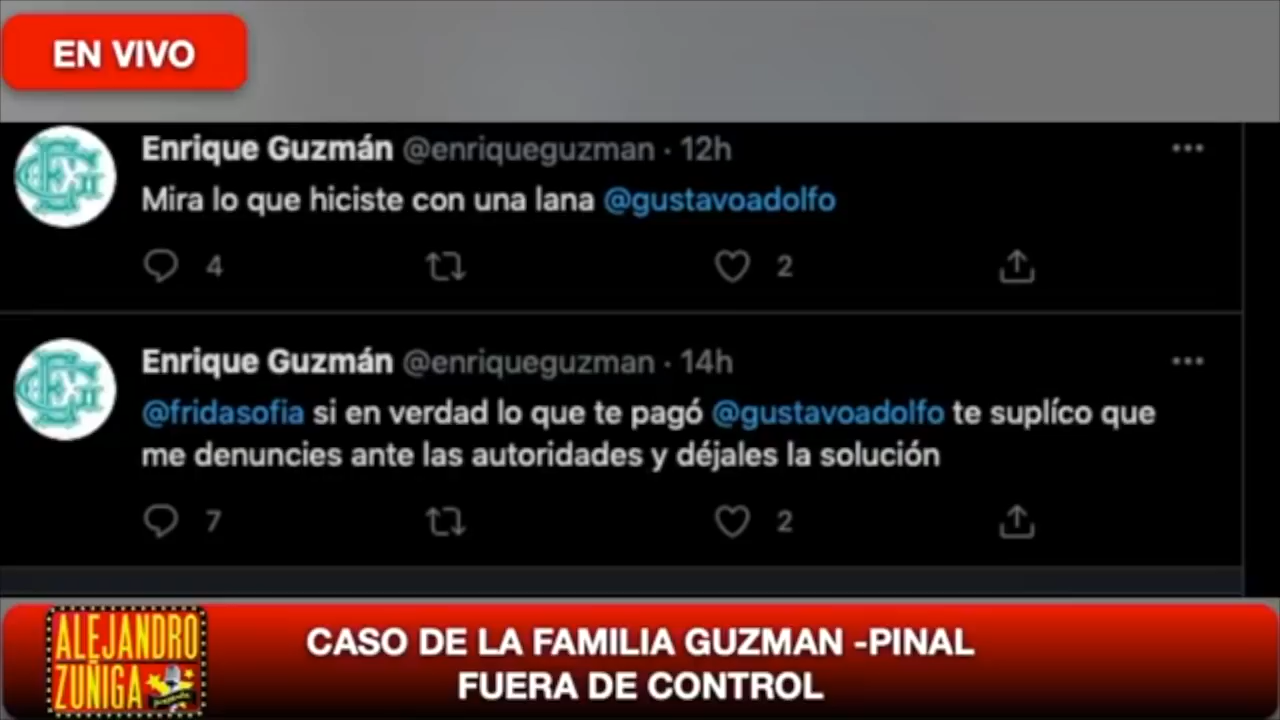 EN VIVO
Enrique Guzmán @enriqueguzman · 12h
Mira lo que hiciste con una lana @gustavoadolfo
4
2
Enrique Guzmán @enriqueguzman · 14h
@fridasofia si en verdad lo que te pagó @gustavoadolfo te suplíco que
me denuncies ante las autoridades y déjales la solución
7
2
ALEJANDRO
ZUÑIGA
CASO DE LA FAMILIA GUZMAN -PINAL
FUERA DE CONTROL